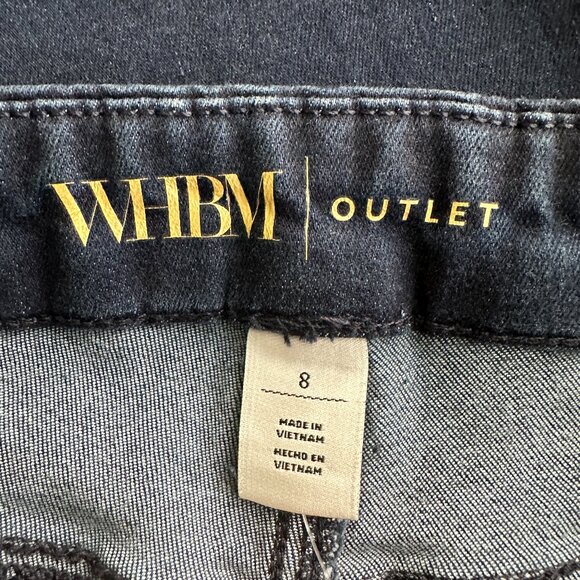 WHBM | OUTLET
8
MADE IN
VIETNAM
HECHO EN
VIETNAM